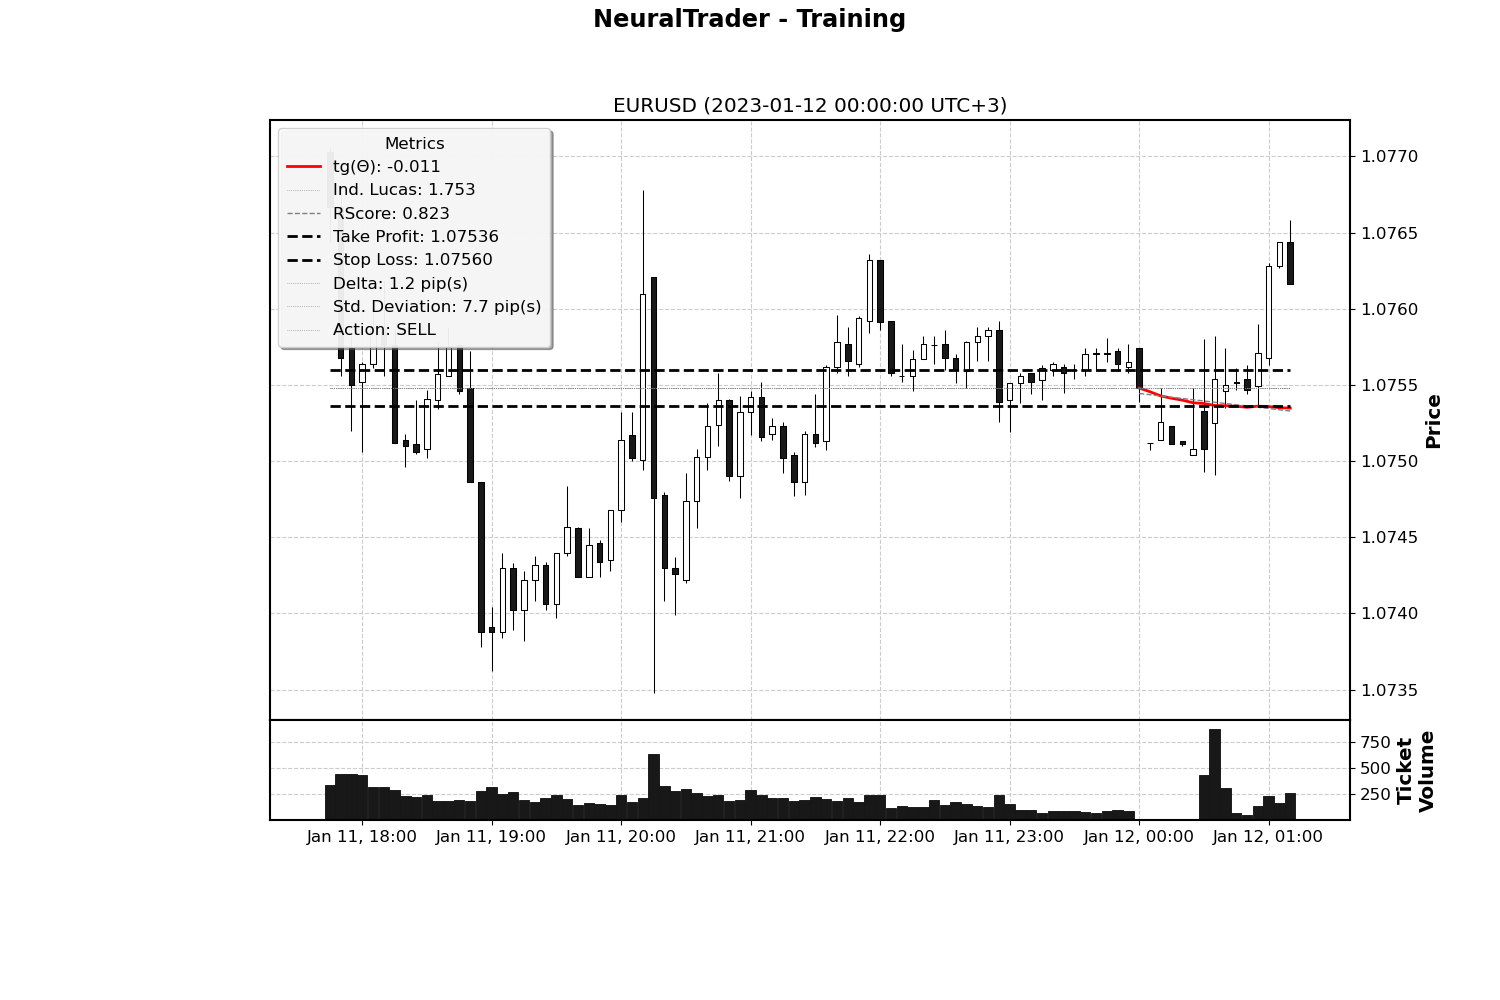 NeuralTrader - Training
EURUSD (2023-01-12 00:00:00 UTC+3)
Metrics
tg(Θ): -0.011
Ind. Lucas: 1.753
RScore: 0.823
Take Profit: 1.07536
Stop Loss: 1.07560
Delta: 1.2 pip(s)
Std. Deviation: 7.7 pip(s)
Action: SELL
1.0770
1.0765
1.0760
1.0755
1.0750
1.0745
1.0740
1.0735
Price
750
500
250
Ticket
Volume
Jan 11, 18:00
Jan 11, 19:00
Jan 11, 20:00
Jan 11, 21:00
Jan 11, 22:00
Jan 11, 23:00
Jan 12, 00:00
Jan 12, 01:00